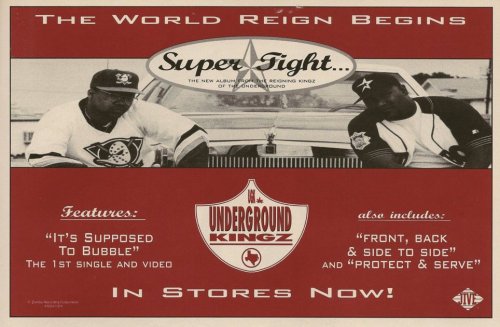 THE WORLD REIGN BEGINS
Super Tight...
THE NEW ALBUM FROM THE REIGNING KINGZ
OF THE UNDERGROUND
Features:
"IT'S SUPPOSED
TO BUBBLE"
THE 1ST SINGLE AND VIDEO
UGK
UNDERGROUND
KINGZ
also includes:
"FRONT, BACK
& SIDE TO SIDE"
AND "PROTECT & SERVE"
IN STORES NOW!
JIVE